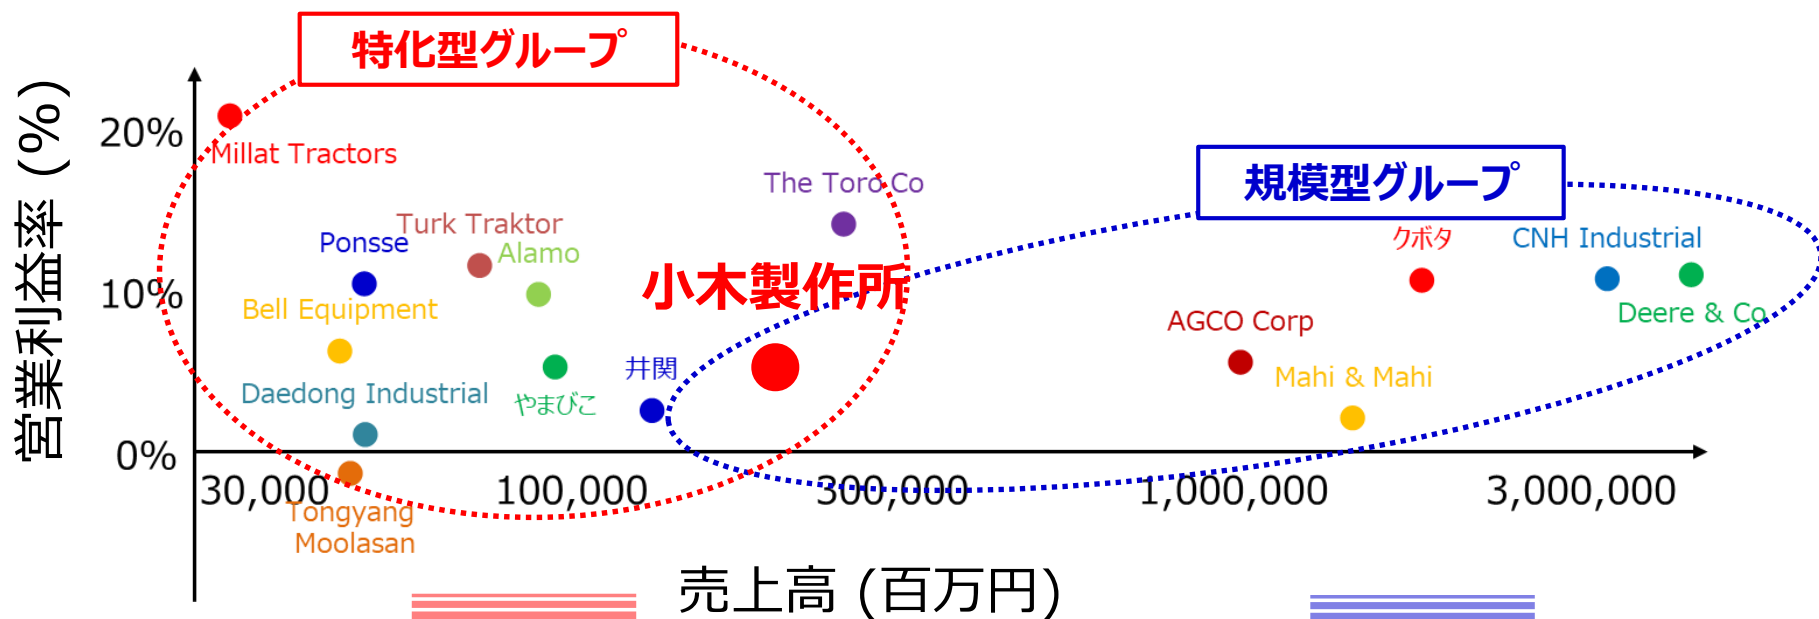 特化型グループ
営業利益率 (%)
20%
Millat Tractors
The Toro Co
規模型グループ
Turk Traktor
Ponsse
Alamo
クボタ
CNH Industrial
10%
小木製作所
Bell Equipment
AGCO Corp
Deere & Co
井関
Mahi & Mahi
Daedong Industrial
やまびこ
0%
30,000
100,000
300,000
1,000,000
3,000,000
Tongyang
Moolasan
売上高 (百万円)